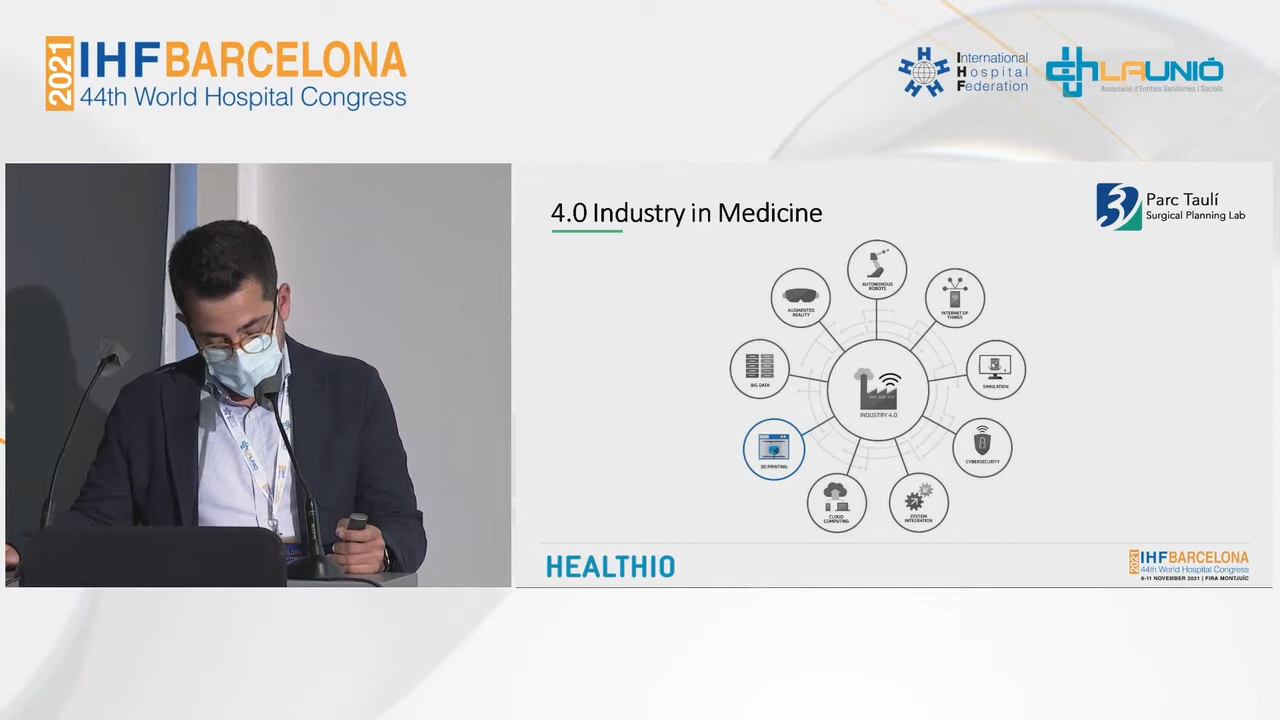 2021
IHF BARCELONA
44th World Hospital Congress
International
Hospital
Federation
LAUNIÓ
Associació d'Entitats Sanitàries i Socials
4.0 Industry in Medicine
3
Parc Taulí
Surgical Planning Lab
AUTONOMOUS
ROBOTS
AUGMENTED
REALITY
INTERNET OF
THINGS
BIG DATA
SIMULATION
INDUSTRY 4.0
3D PRINTING
CYBERSECURITY
CLOUD
COMPUTING
SYSTEM
INTEGRATION
LAUNIÓ
HEALTHIO
2021
IHF BARCELONA
44th World Hospital Congress
8-11 NOVEMBER 2021 | FIRA MONTJUÏC